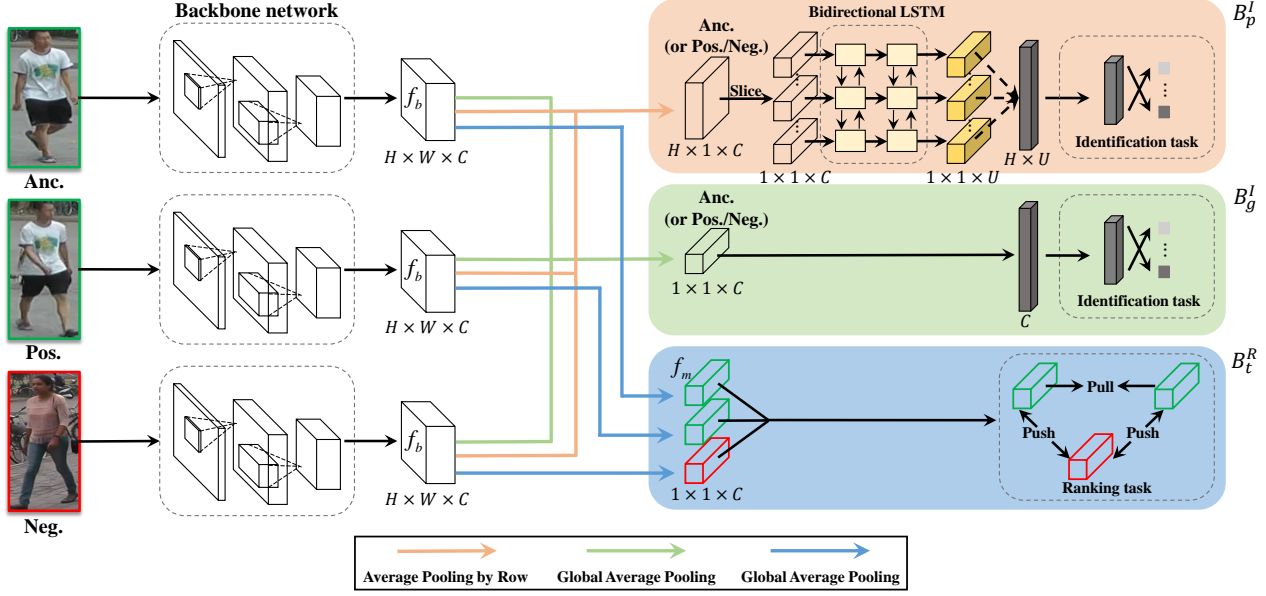 Backbone network
Anc.
f_b
H × W × C
Pos.
f_b
H × W × C
Neg.
f_b
H × W × C
Anc.
(or Pos./Neg.)
H × 1 × C
Slice
Bidirectional LSTM
1 × 1 × C
1 × 1 × U
H × U
Identification task
B_p^I
Anc.
(or Pos./Neg.)
1 × 1 × C
C
Identification task
B_g^I
f_m
1 × 1 × C
Pull
Push
Push
Ranking task
B_t^R
Average Pooling by Row
Global Average Pooling
Global Average Pooling